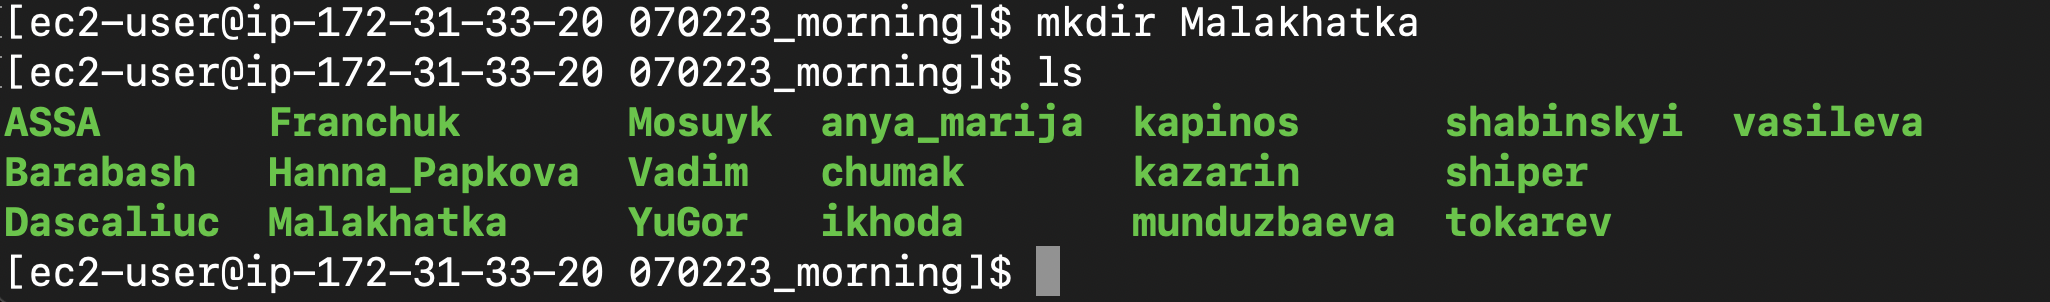 [ec2-user@ip-172-31-33-20 070223_morning]$ mkdir Malakhatka
[ec2-user@ip-172-31-33-20 070223_morning]$ ls
ASSA Franchuk Mosuyk anya_marija kapinos shabinskyi vasileva
Barabash Hanna_Papkova Vadim chumak kazarin shiper
Dascaliuc Malakhatka YuGor ikhoda munduzbaeva tokarev
[ec2-user@ip-172-31-33-20 070223_morning]$